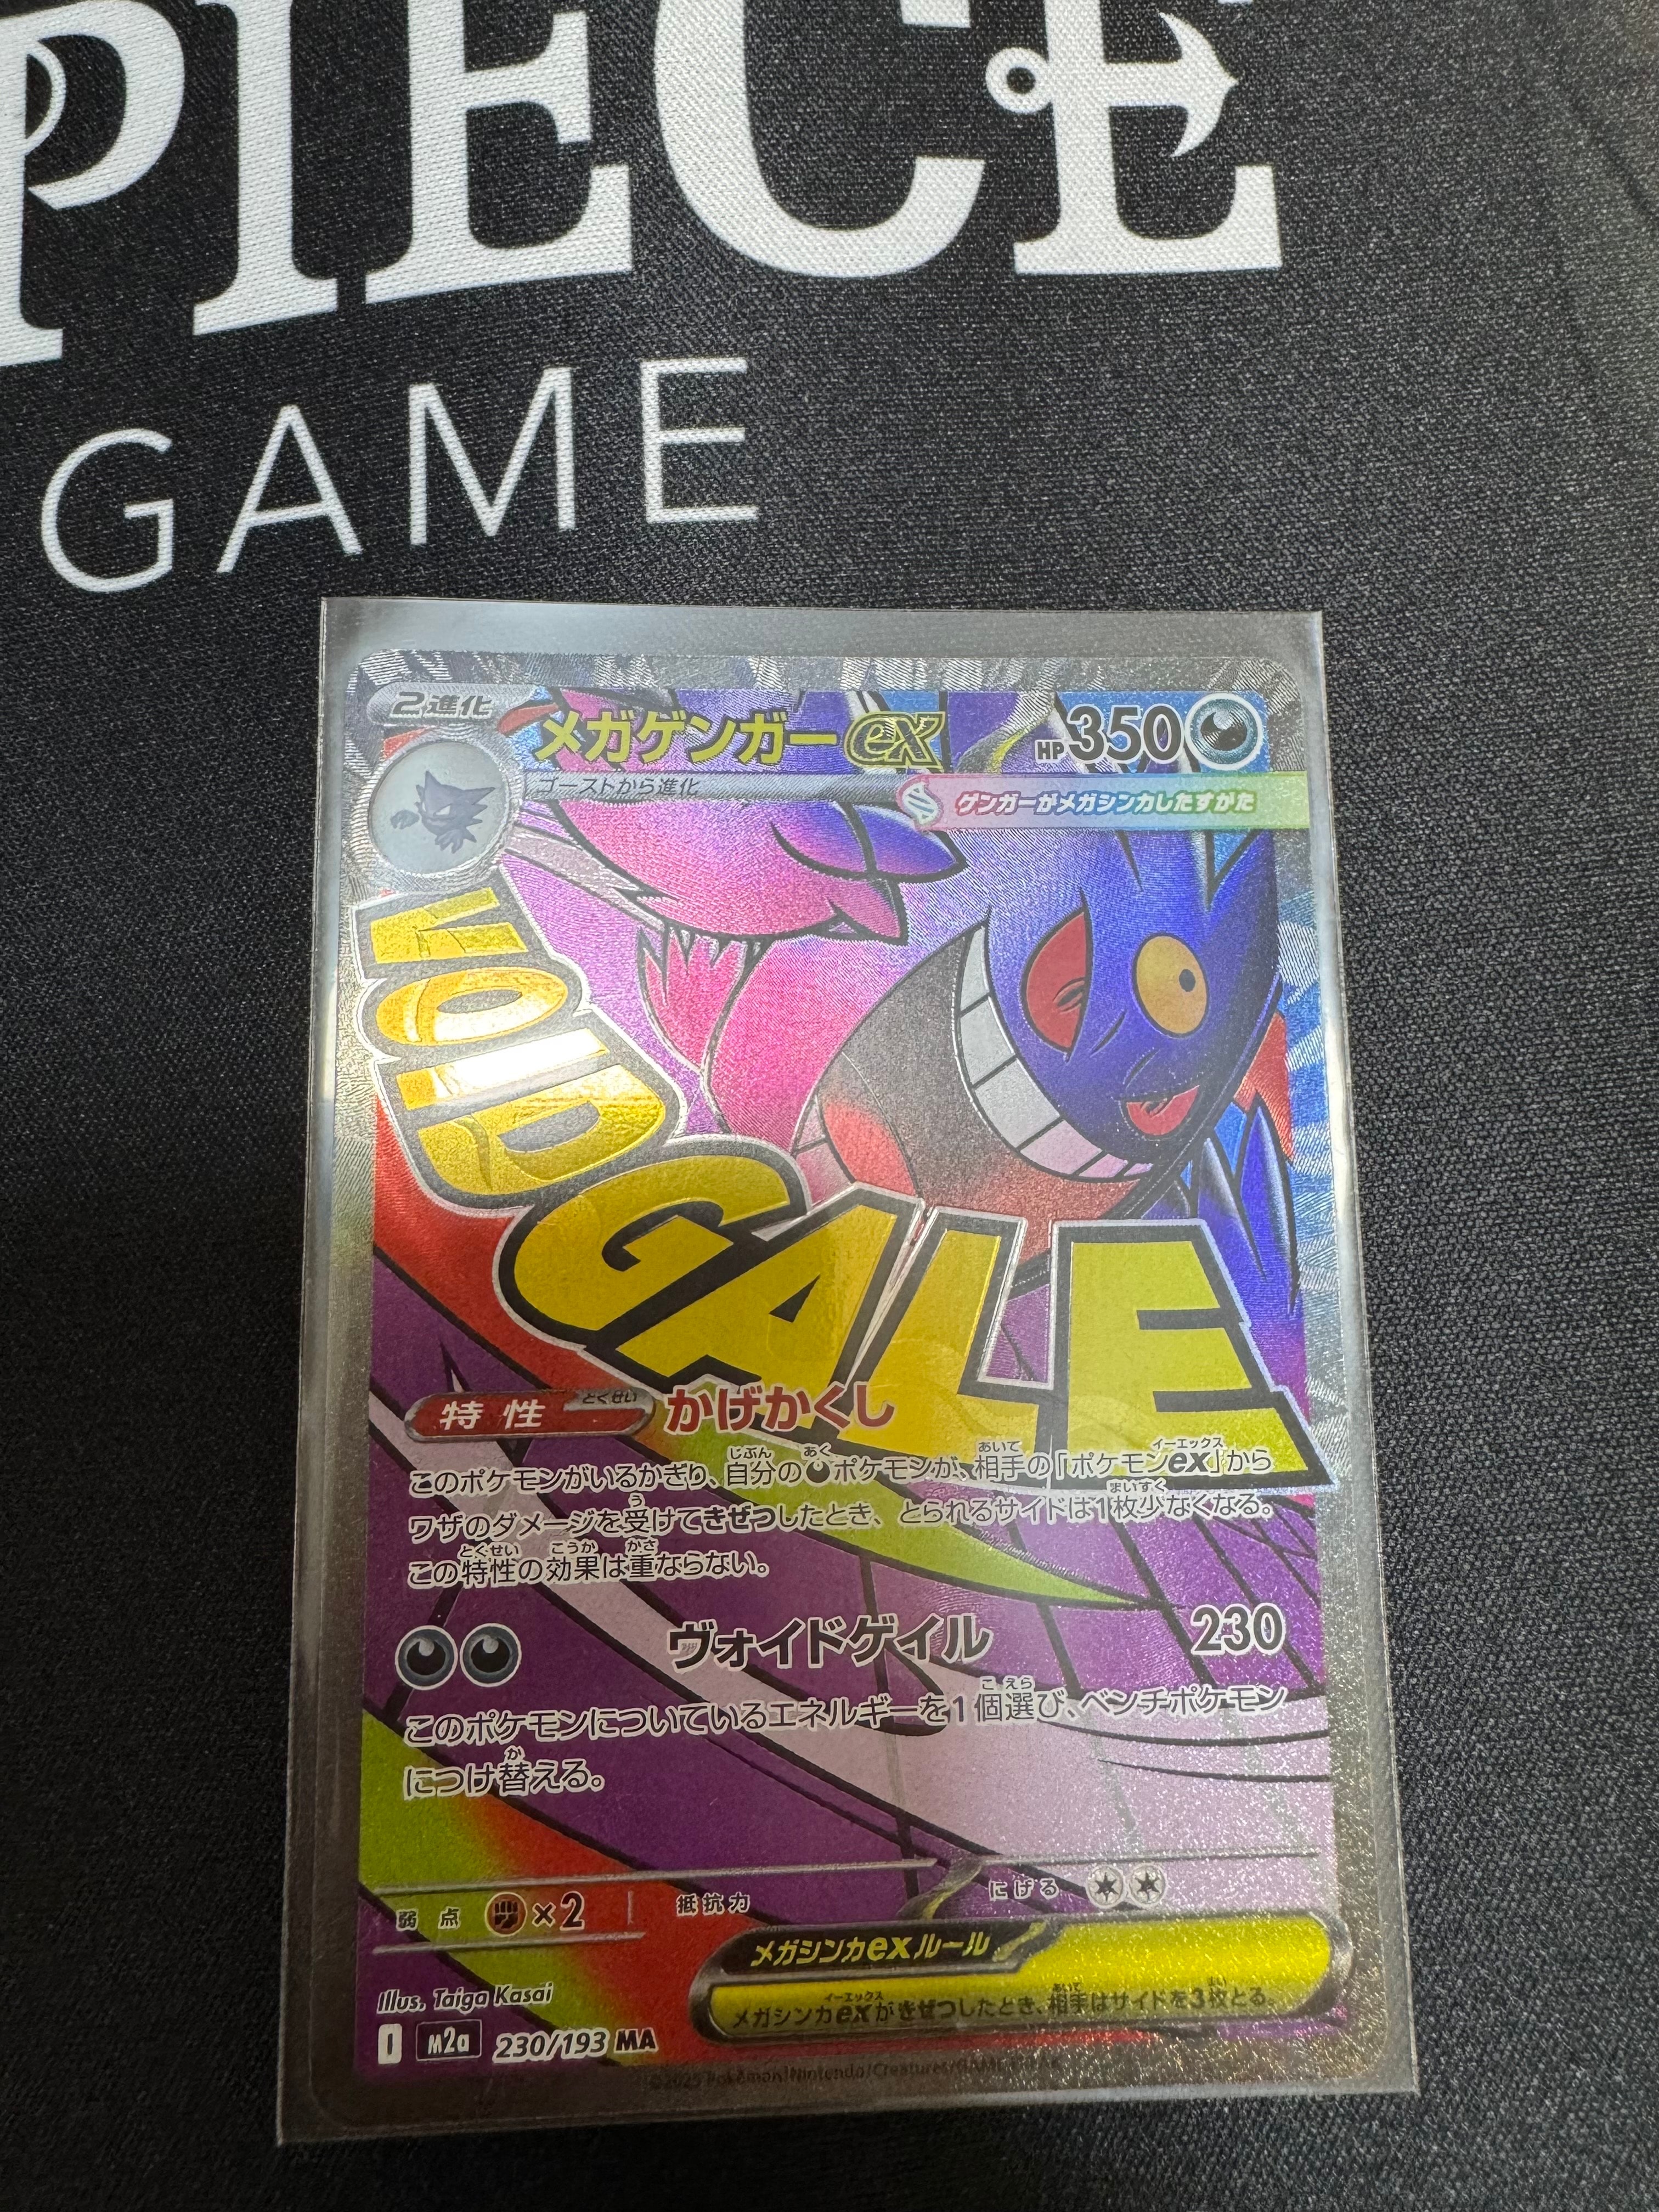 PIECE
GAME
2進化
メガゲンガーex
HP 350
ゴーストから進化
ゲンガーがメガシンカしたすがた
VOID GALE
特性 とくせい かげかくし
じぶん あく あいて イーエックス
このポケモンがいるかぎり、自分のポケモンが、相手の「ポケモンex」から
う まいすく
ワザのダメージを受けてきぜつしたとき、とられるサイドは1枚少なくなる。
とくせい こうか かさ
この特性の効果は重ならない。
ヴォイドゲイル 230
こ えら
このポケモンについているエネルギーを1個選び、ベンチポケモン
か
につけ替える。
弱点 ×2 抵抗力 にげる
メガシンカexルール
イーエックス あいて まい
メガシンカexがきぜつしたとき、相手はサイドを3枚とる。
Illus. Taiga Kasai
I m2a 230/193 MA
©2025 Pokémon/Nintendo/Creatures/GAME FREAK